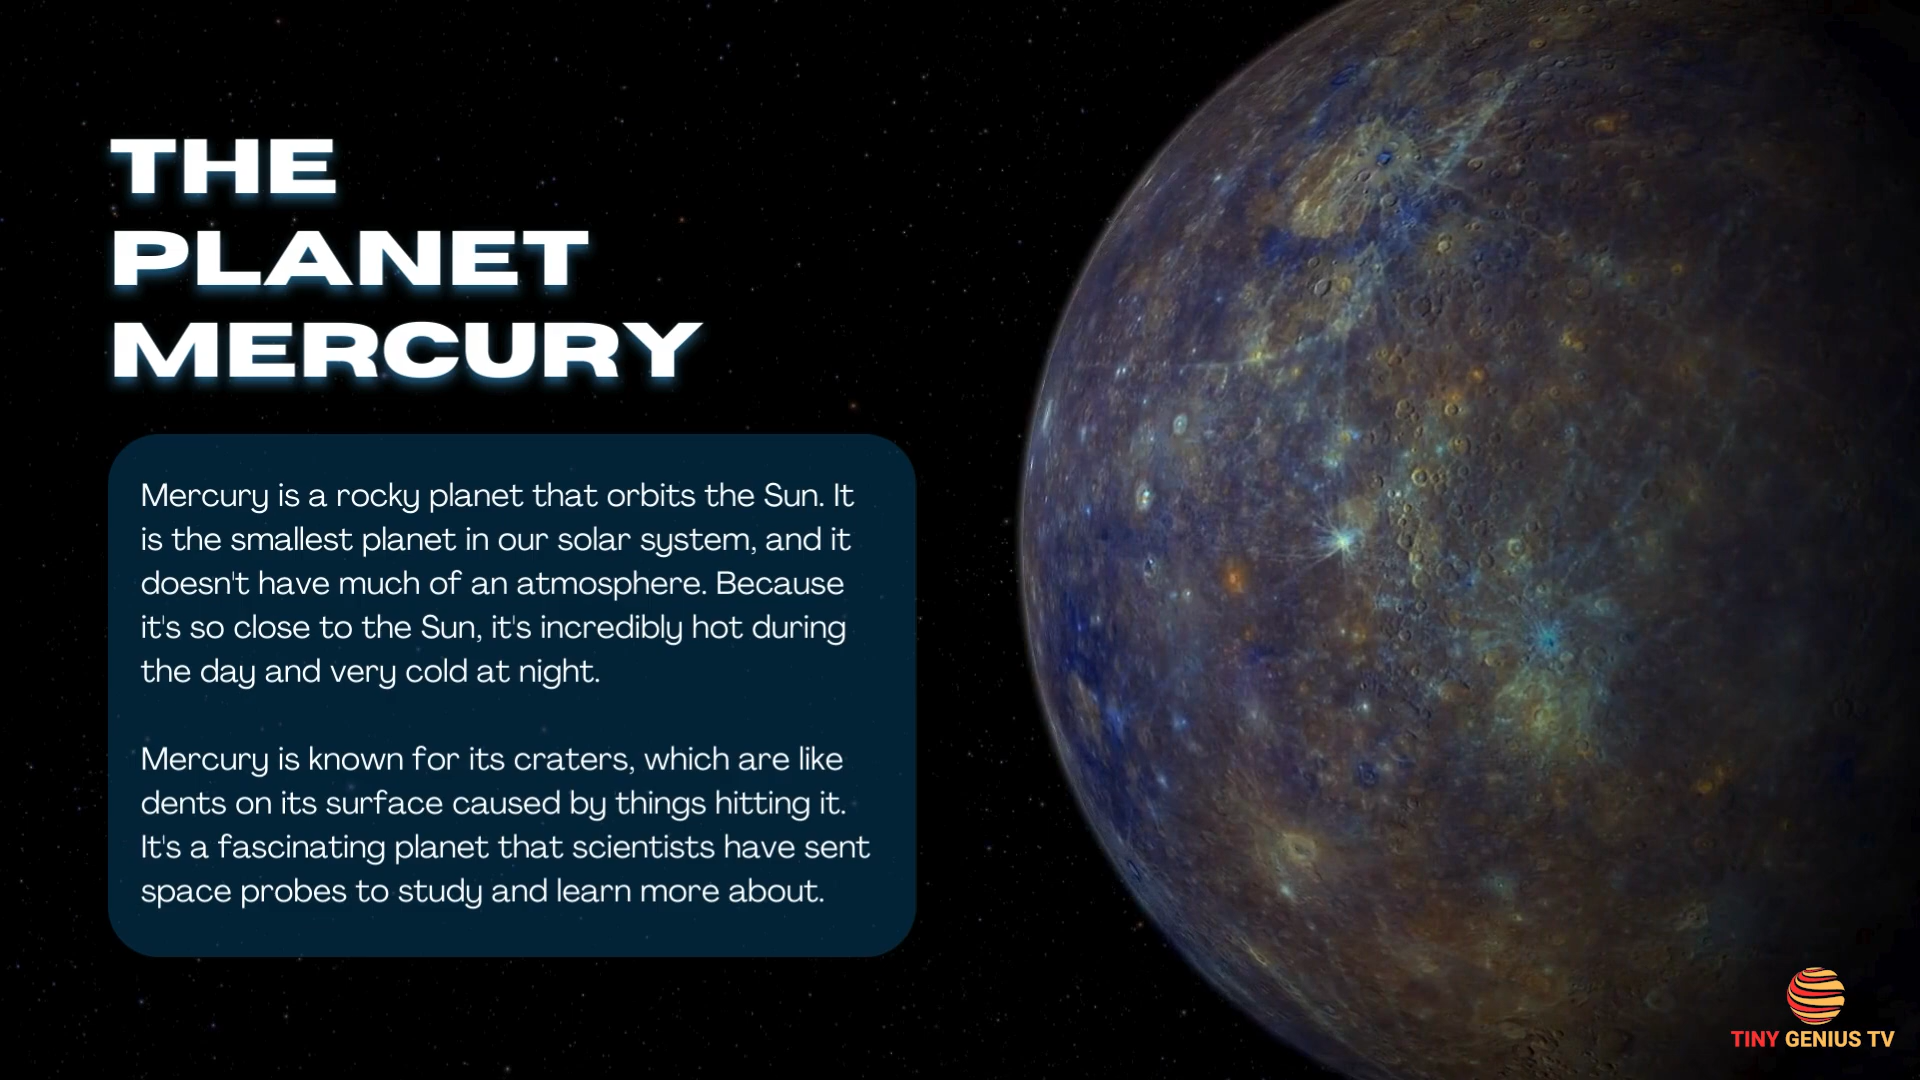 THE
PLANET
MERCURY
Mercury is a rocky planet that orbits the Sun. It
is the smallest planet in our solar system, and it
doesn't have much of an atmosphere. Because
it's so close to the Sun, it's incredibly hot during
the day and very cold at night.
Mercury is known for its craters, which are like
dents on its surface caused by things hitting it.
It's a fascinating planet that scientists have sent
space probes to study and learn more about.
TINY GENIUS TV